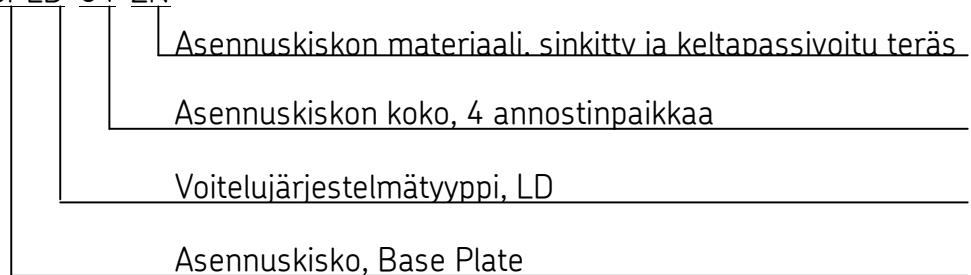 Asennuskiskon materiaali, sinkitty ja keltapassivoitu teräs
Asennuskiskon koko, 4 annostinpaikkaa
Voitelujärjestelmätyyppi, LD
Asennuskisko, Base Plate